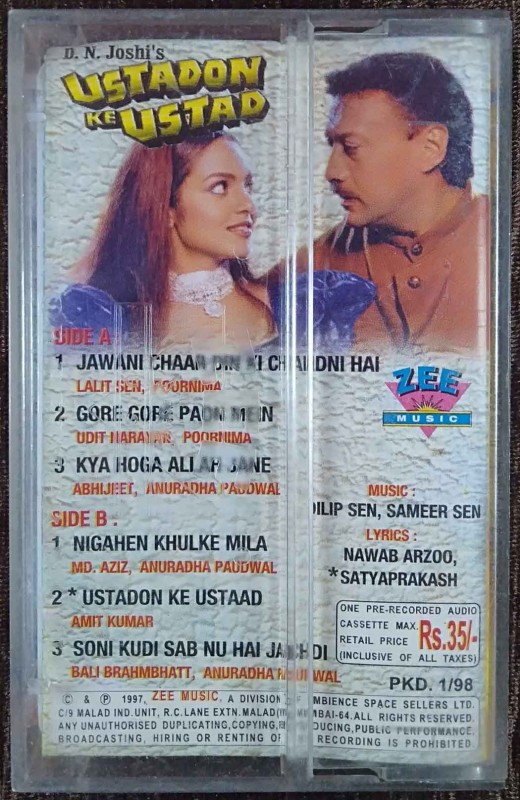 D. N. Joshi's
USTADON
KE USTAD
SIDE A
1 JAWANI CHAAR DIN KI CHANDNI HAI
LALIT SEN, POORNIMA
2 GORE GORE PAON MEIN
UDIT NARAYAN, POORNIMA
3 KYA HOGA ALLAH JANE
ABHIJEET, ANURADHA PAUDWAL
SIDE B :
1 NIGAHEN KHULKE MILA
MD. AZIZ, ANURADHA PAUDWAL
2 * USTADON KE USTAAD
AMIT KUMAR
3 SONI KUDI SAB NU HAI
BALI BRAHMBHATT, ANURADHA PAUDWAL
ZEE
MUSIC
MUSIC :
DILIP SEN, SAMEER SEN
LYRICS :
NAWAB ARZOO,
*SATYAPRAKASH
ONE PRE-RECORDED AUDIO
CASSETTE MAX.
RETAIL PRICE Rs.35/-
(INCLUSIVE OF ALL TAXES)
PKD. 1/98
© & ℗ 1997, ZEE MUSIC, A DIVISION OF AMBIENCE SPACE SELLERS LTD.
C/9 MALAD IND.UNIT, R.C.LANE EXTN.MALAD(W) MUMBAI-64.ALL RIGHTS RESERVED.
ANY UNAUTHORISED DUPLICATING,COPYING, PUBLIC PERFORMANCE,
BROADCASTING, HIRING OR RENTING OF RECORDING IS PROHIBITED.